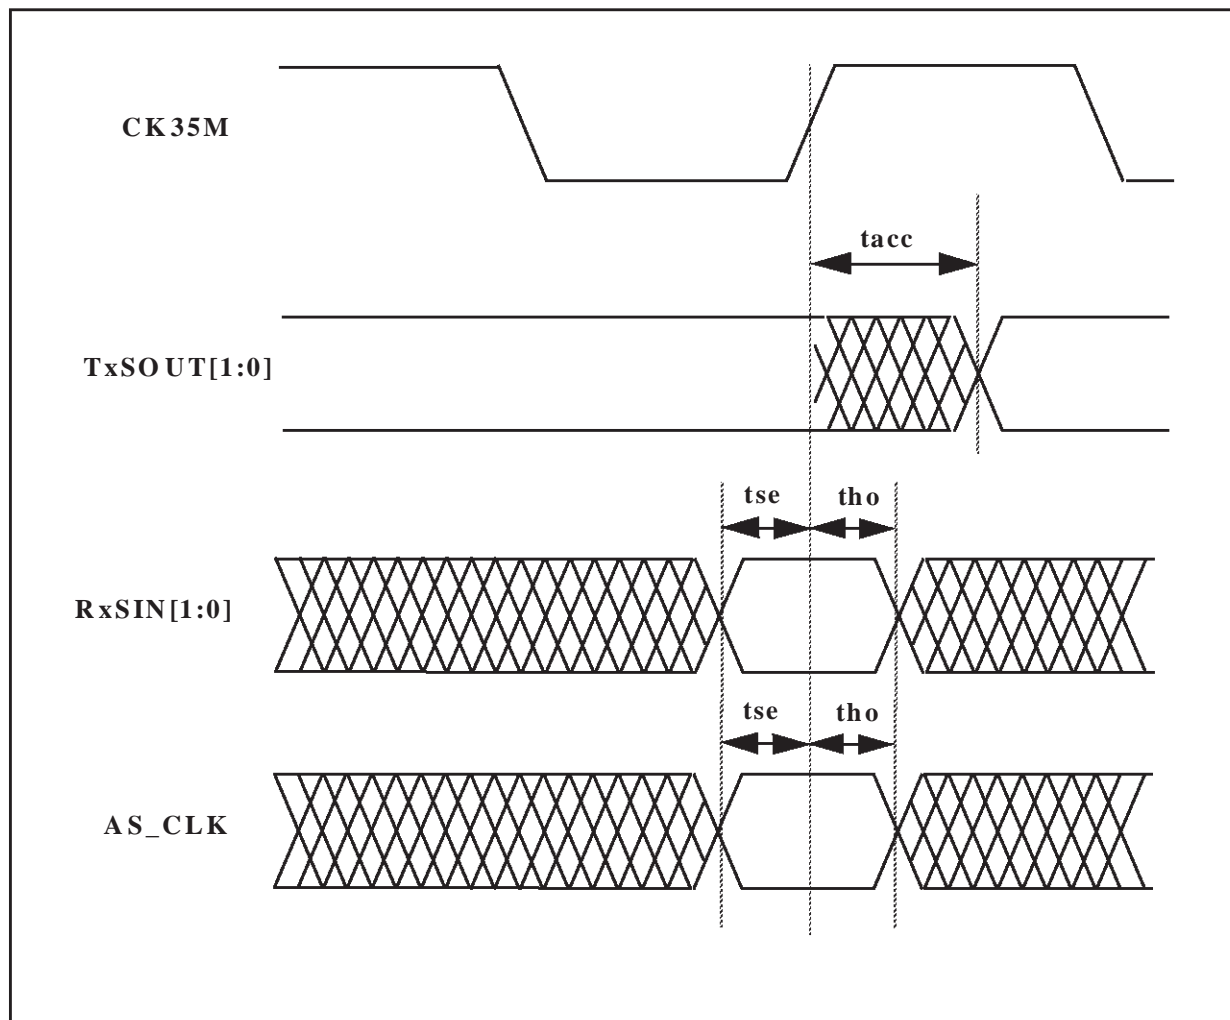 CK35M
tacc
TxSOUT[1:0]
tse tho
RxSIN[1:0]
tse tho
AS_CLK